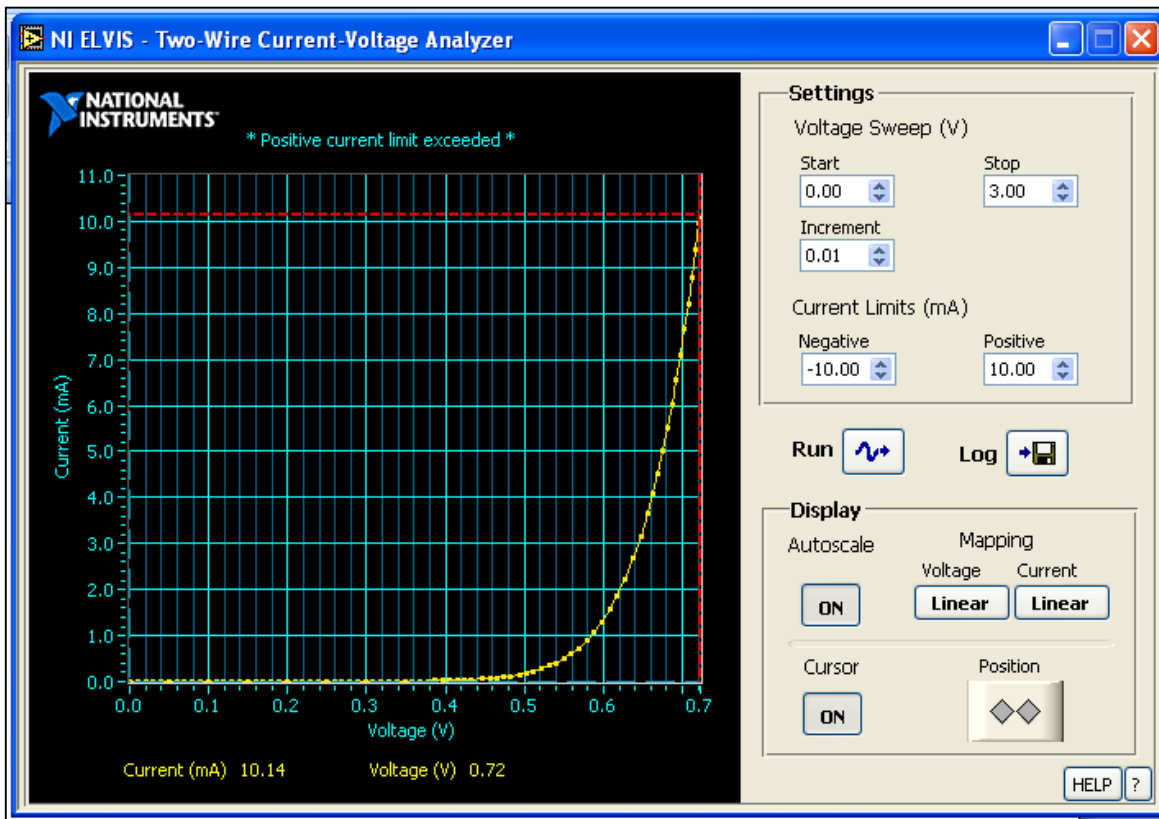 NI ELVIS - Two-Wire Current-Voltage Analyzer
NATIONAL
INSTRUMENTS™
* Positive current limit exceeded *
11.0
10.0
9.0
8.0
7.0
6.0
5.0
4.0
3.0
2.0
1.0
0.0
Current (mA)
0.0 0.1 0.2 0.3 0.4 0.5 0.6 0.7
Voltage (V)
Current (mA) 10.14 Voltage (V) 0.72
Settings
Voltage Sweep (V)
Start Stop
0.00 3.00
Increment
0.01
Current Limits (mA)
Negative Positive
-10.00 10.00
Run Log
Display
Autoscale Mapping
Voltage Current
ON Linear Linear
Cursor Position
ON
HELP ?